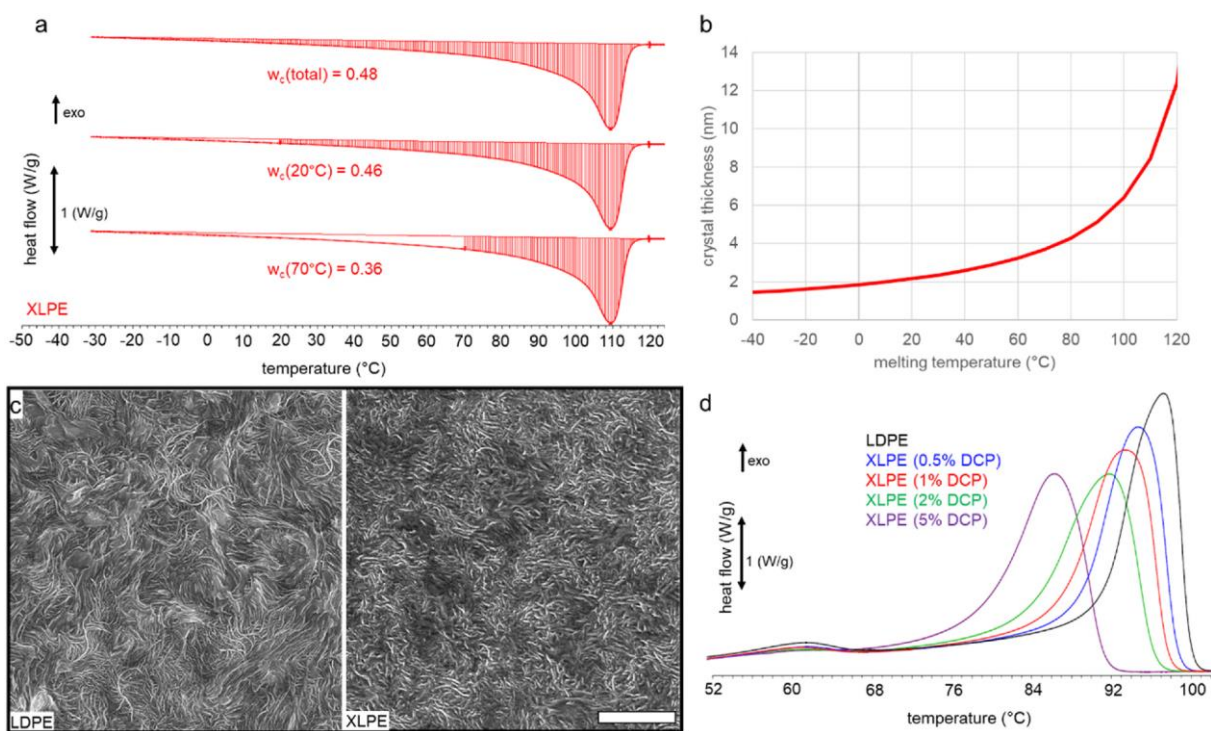 a
w_c(total) = 0.48
exo
w_c(20°C) = 0.46
heat flow (W/g)
1 (W/g)
w_c(70°C) = 0.36
XLPE
-50 -40 -30 -20 -10 0 10 20 30 40 50 60 70 80 90 100 110 120
temperature (°C)
b
14
12
10
8
6
4
2
0
crystal thickness (nm)
-40 -20 0 20 40 60 80 100 120
melting temperature (°C)
c
LDPE
XLPE
d
LDPE
exo
XLPE (0.5% DCP)
XLPE (1% DCP)
XLPE (2% DCP)
XLPE (5% DCP)
heat flow (W/g)
1 (W/g)
52 60 68 76 84 92 100
temperature (°C)